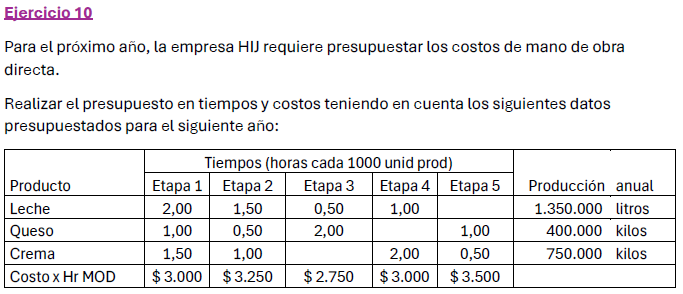 Ejercicio 10
Para el próximo año, la empresa HIJ requiere presupuestar los costos de mano de obra
directa.
Realizar el presupuesto en tiempos y costos teniendo en cuenta los siguientes datos
presupuestados para el siguiente año:
Tiempos (horas cada 1000 unid prod)
Producto Etapa 1 Etapa 2 Etapa 3 Etapa 4 Etapa 5 Producción anual
Leche 2,00 1,50 0,50 1,00 1.350.000 litros
Queso 1,00 0,50 2,00 1,00 400.000 kilos
Crema 1,50 1,00 2,00 0,50 750.000 kilos
Costo x Hr MOD $ 3.000 $ 3.250 $ 2.750 $ 3.000 $ 3.500